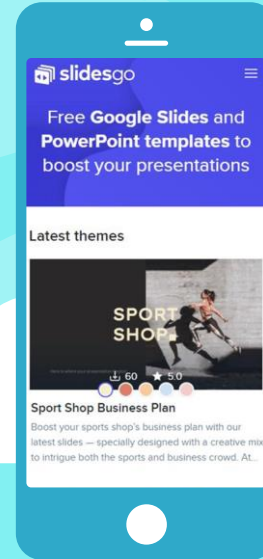 slidesgo
Free Google Slides and
PowerPoint templates to
boost your presentations
Latest themes
SPORT
SHOP
60 5.0
Sport Shop Business Plan
Boost your sports shop's business plan with our
latest slides — specially designed with a creative mix
to intrigue both the sports and business crowd. At...